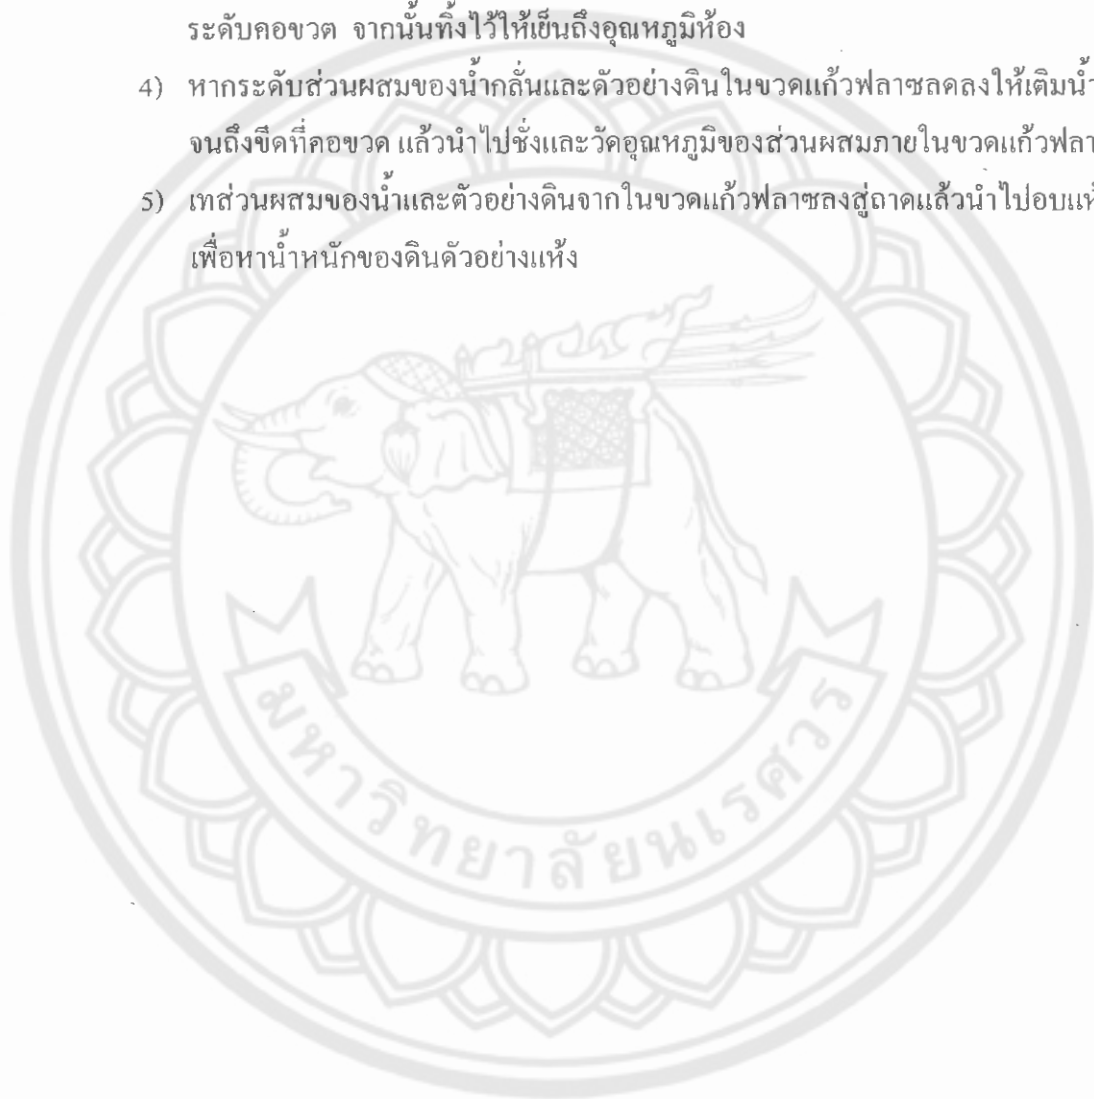 ระดับคอขวด จากนั้นทิ้งไว้ให้เย็นถึงอุณหภูมิห้อง
4) หากระดับส่วนผสมของน้ำกลั่นและตัวอย่างดินในขวดแก้วฟลาซลดลงให้เติมน้ำ
จนถึงขีดที่คอขวด แล้วนำไปชั่งและวัดอุณหภูมิของส่วนผสมภายในขวดแก้วฟลา
5) เทส่วนผสมของน้ำและตัวอย่างดินจากในขวดแก้วฟลาซลงสู่ถาดแล้วนำไปอบแห้
เพื่อหาน้ำหนักของดินตัวอย่างแห้ง
มหาวิทยาลัยนเรศวร